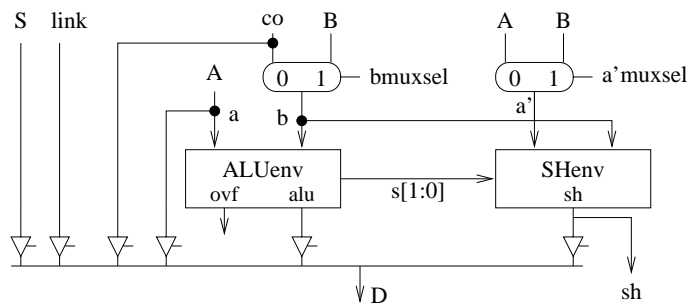 S link co B A B
0 1 bmuxsel 0 1 a'muxsel
A a' 
a b
ALUenv SHenv
ovf alu s[1:0] sh
D sh